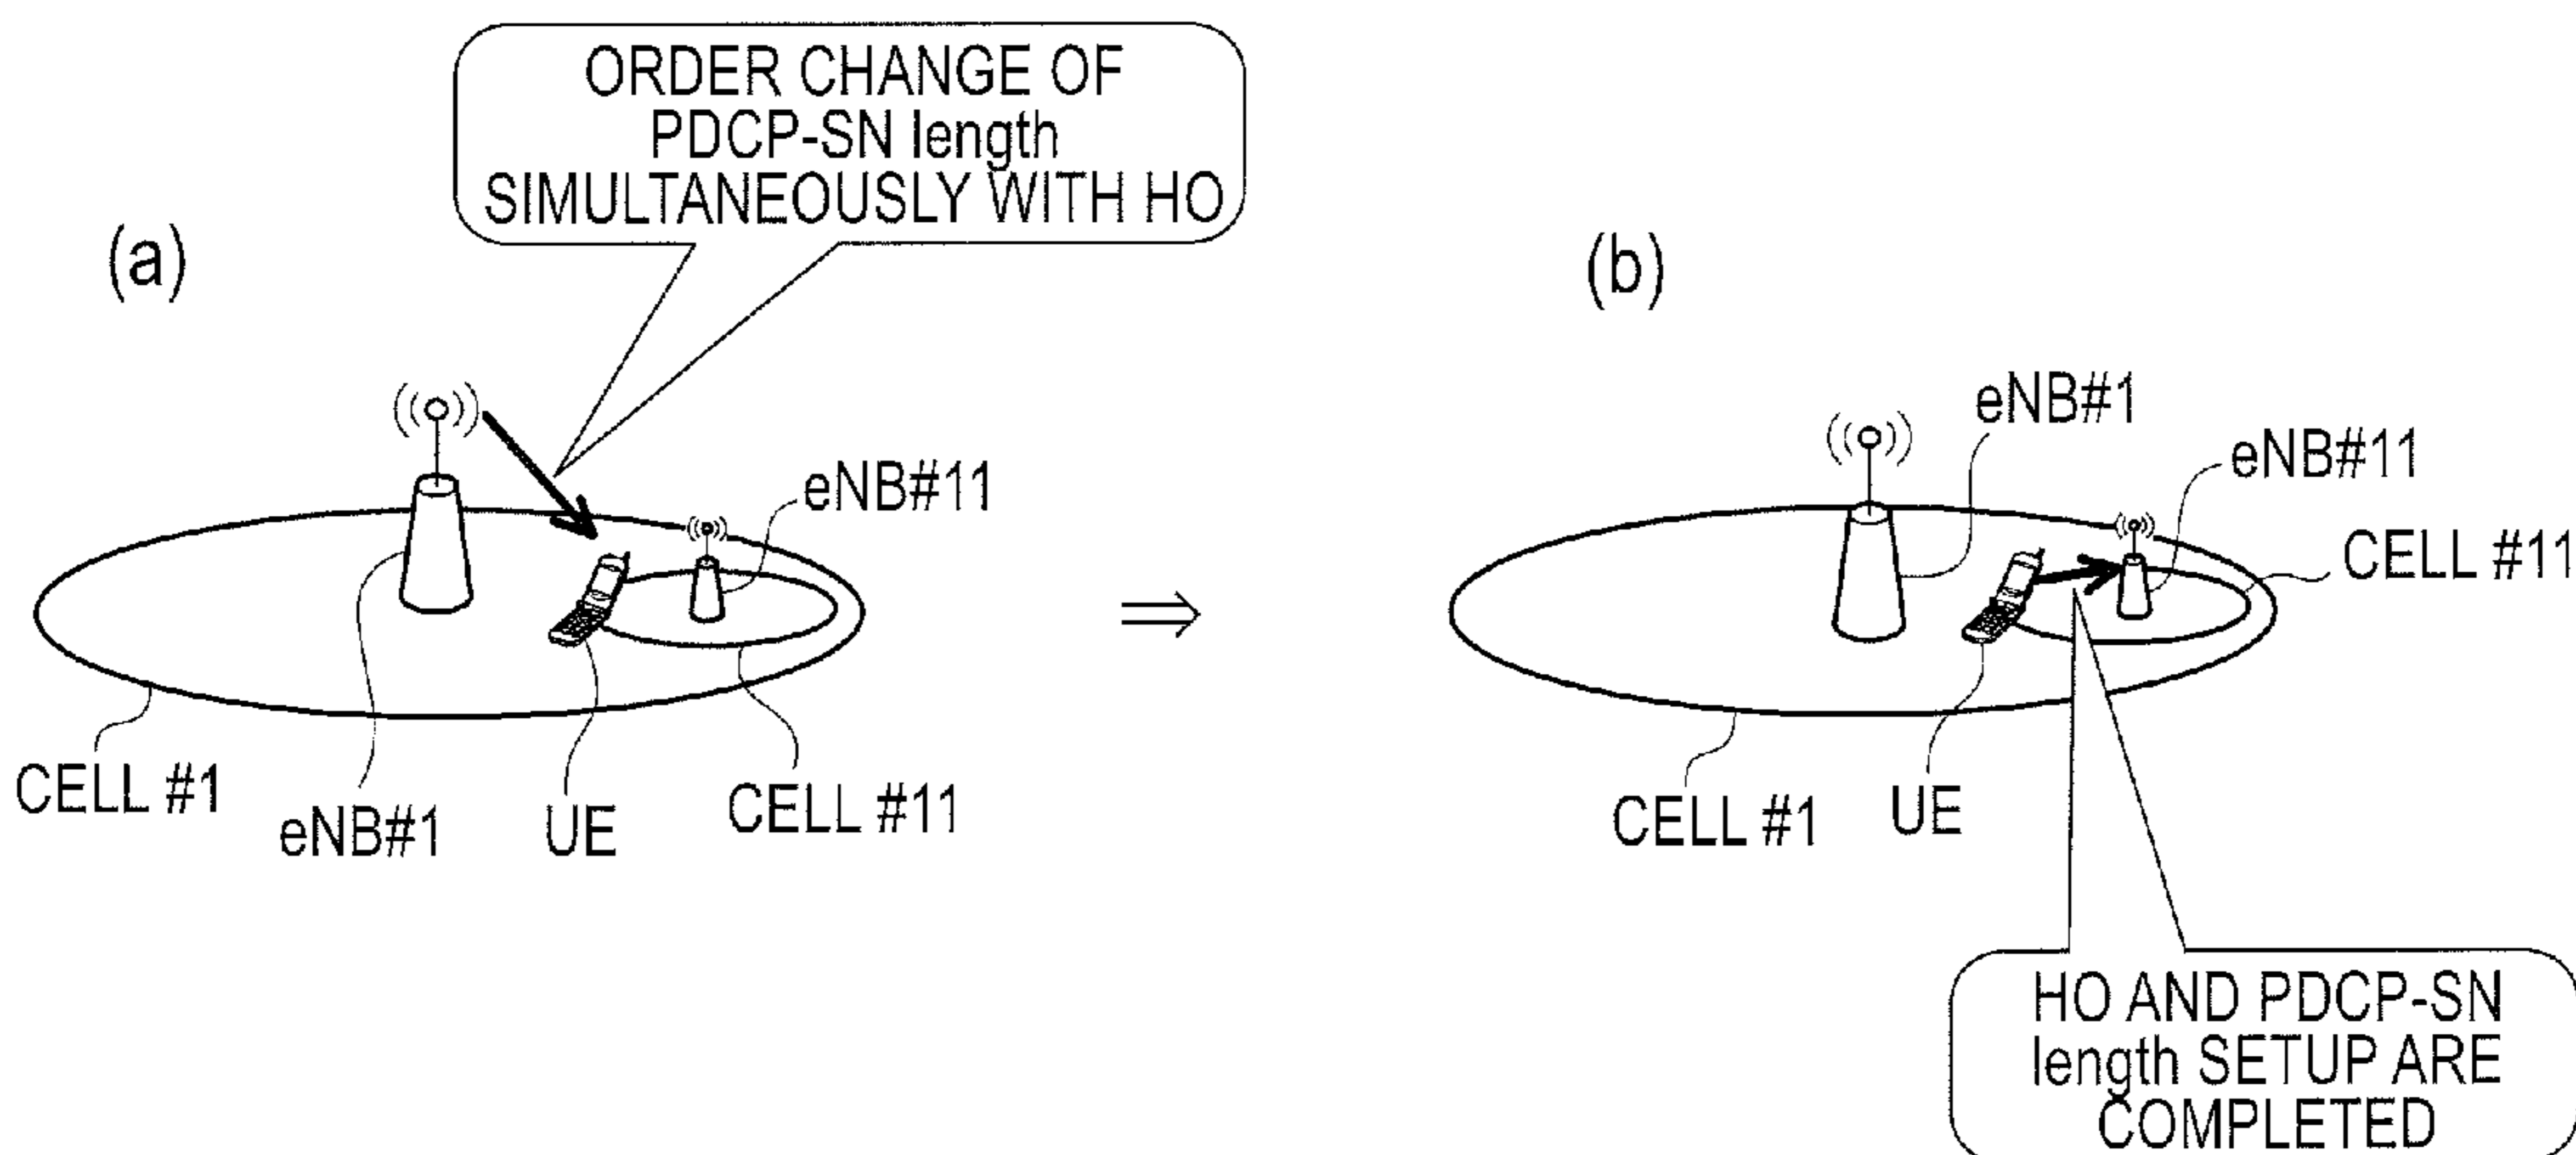 ORDER CHANGE OF
PDCP-SN length
SIMULTANEOUSLY WITH HO
(a)
eNB#11
CELL #1
eNB#1
UE
CELL #11
⇒
(b)
eNB#1
eNB#11
CELL #11
CELL #1
UE
HO AND PDCP-SN
length SETUP ARE
COMPLETED